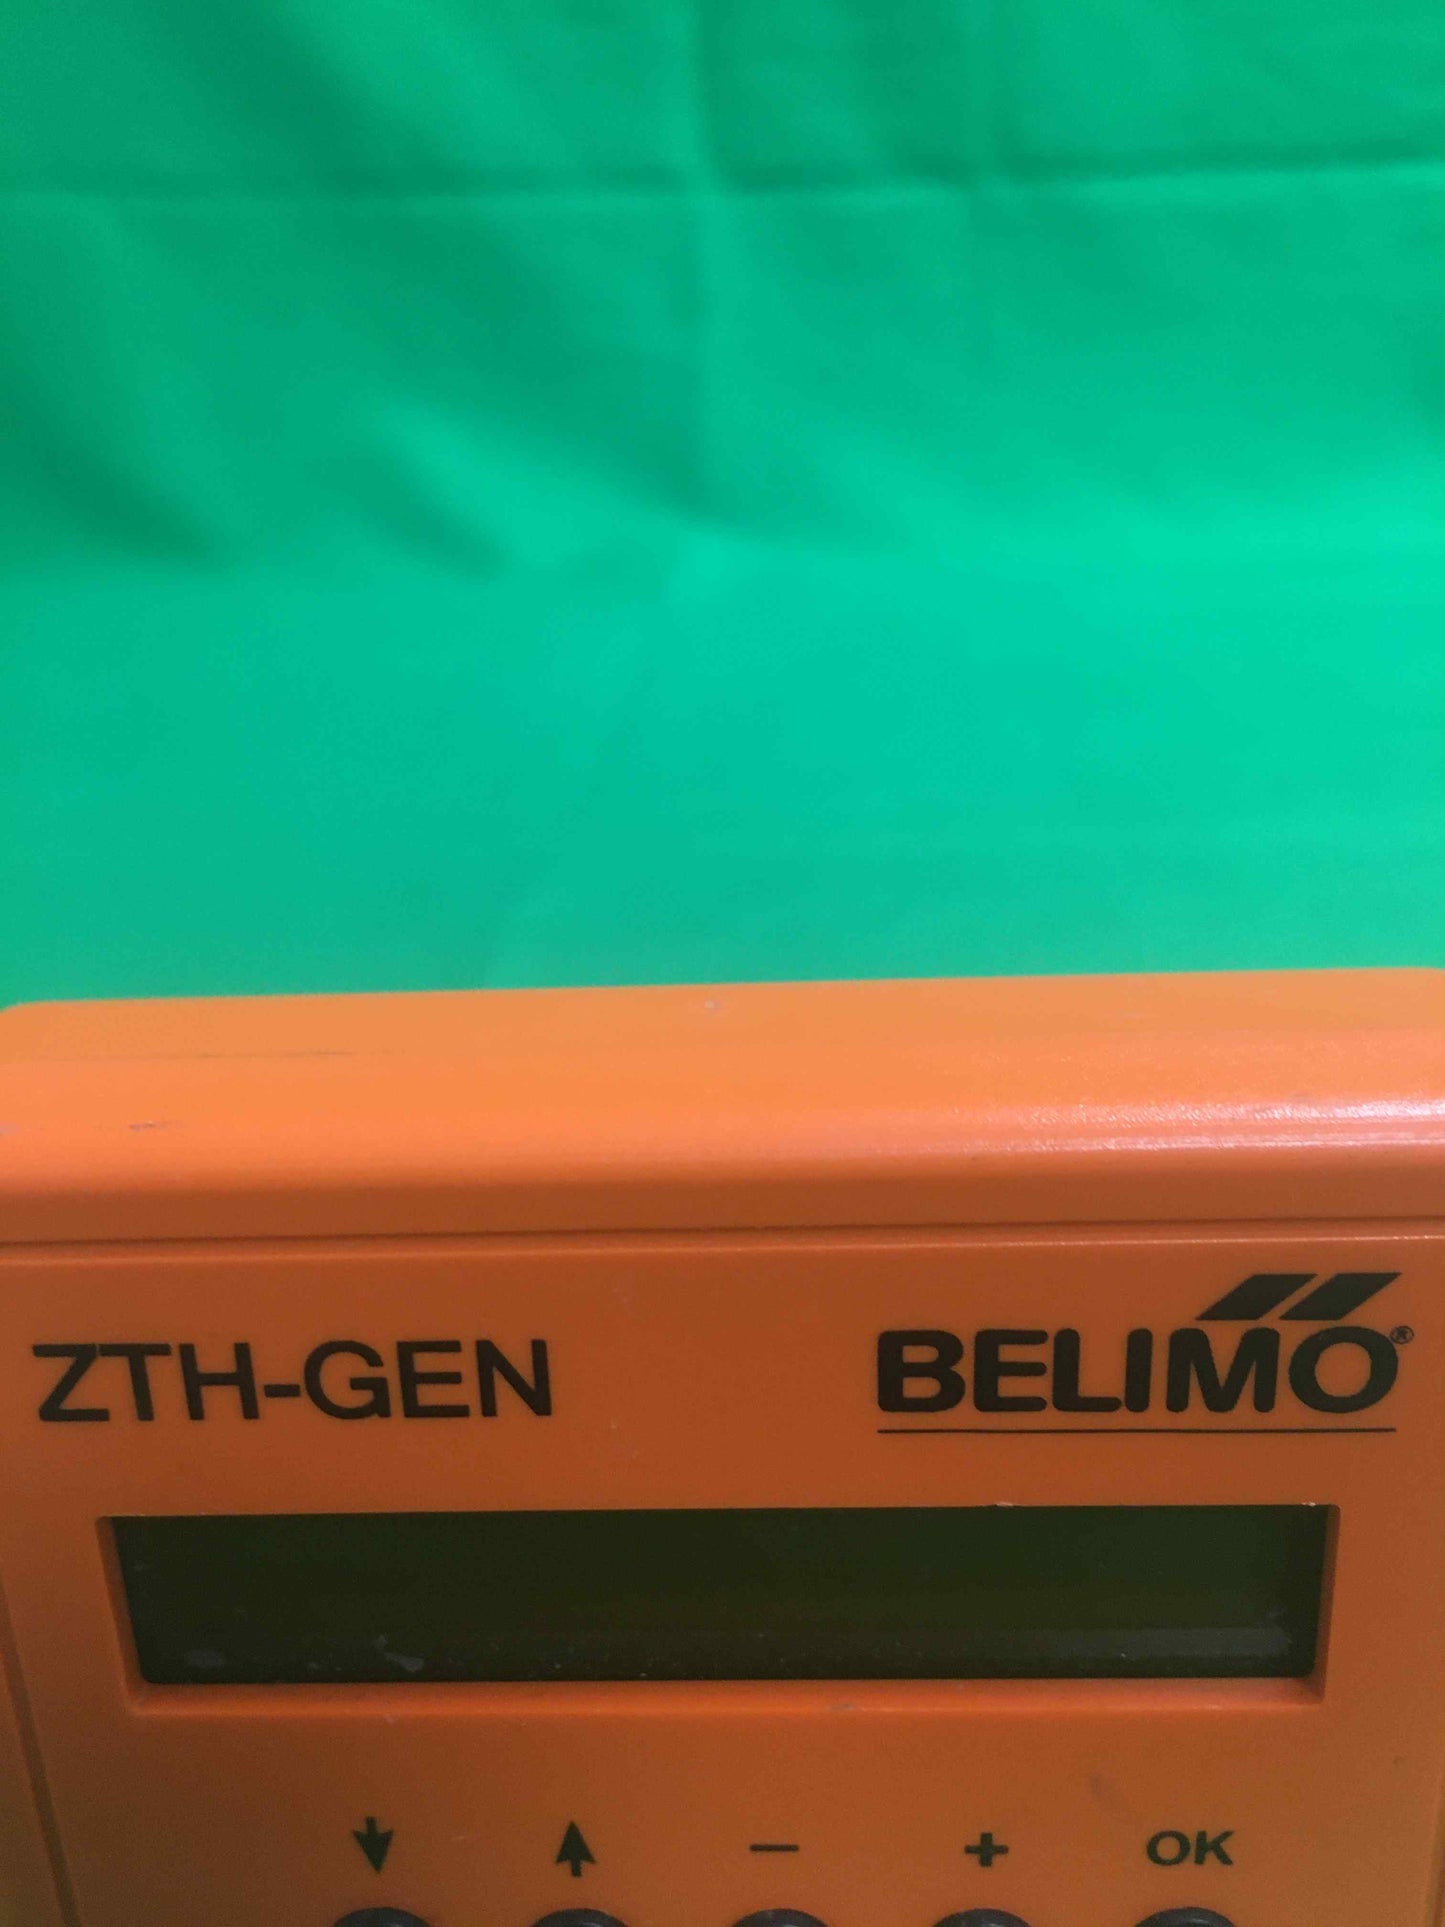 ZTH-GEN
BELIMO®
− + OK